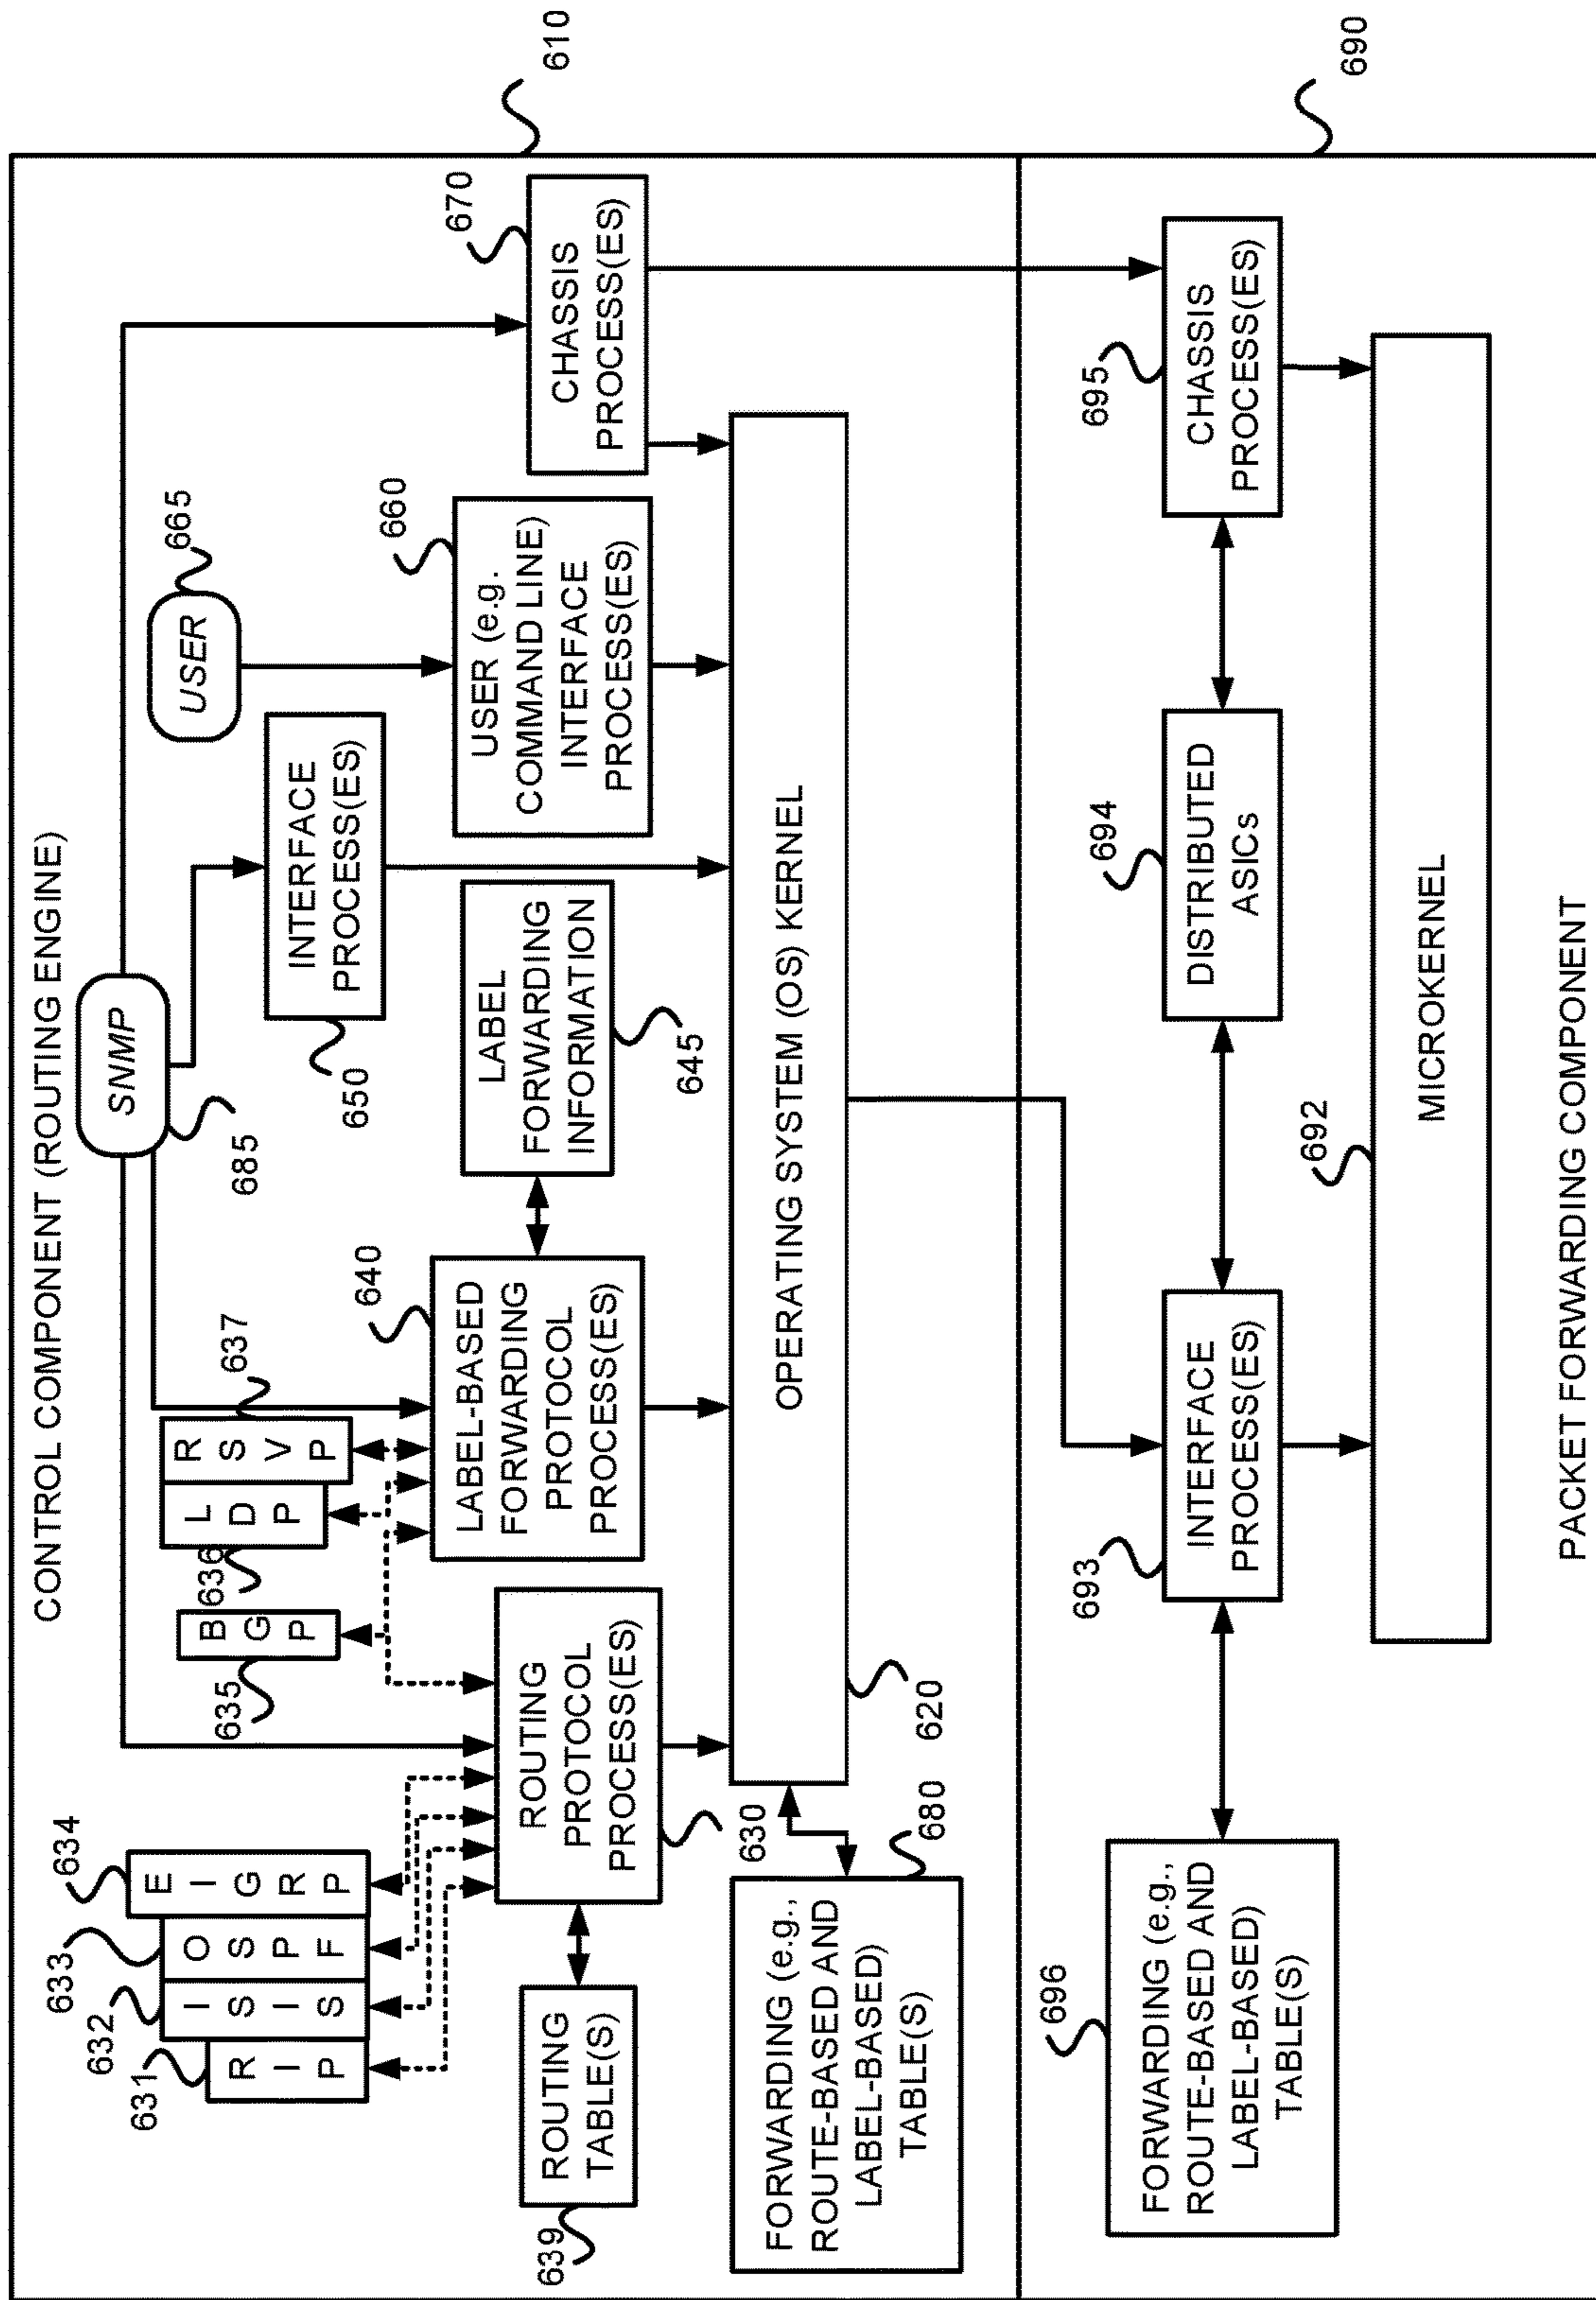 CONTROL COMPONENT (ROUTING ENGINE)
610
SNMP
685
USER
665
634
E
I
G
R
P
633
O
S
P
F
632
I
S
I
S
631
R
I
P
635
B
G
P
636
L
D
P
637
R
S
V
P
640
LABEL-BASED
FORWARDING
PROTOCOL
PROCESS(ES)
LABEL
FORWARDING
INFORMATION
645
INTERFACE
PROCESS(ES)
650
660
USER (e.g.
COMMAND LINE)
INTERFACE
PROCESS(ES)
670
CHASSIS
PROCESS(ES)
ROUTING
PROTOCOL
PROCESS(ES)
630
ROUTING
TABLE(S)
639
OPERATING SYSTEM (OS) KERNEL
620
FORWARDING (e.g.,
ROUTE-BASED AND
LABEL-BASED)
TABLE(S)
680
690
696
FORWARDING (e.g.,
ROUTE-BASED AND
LABEL-BASED)
TABLE(S)
693
INTERFACE
PROCESS(ES)
694
DISTRIBUTED
ASICs
695
CHASSIS
PROCESS(ES)
692
MICROKERNEL
PACKET FORWARDING COMPONENT